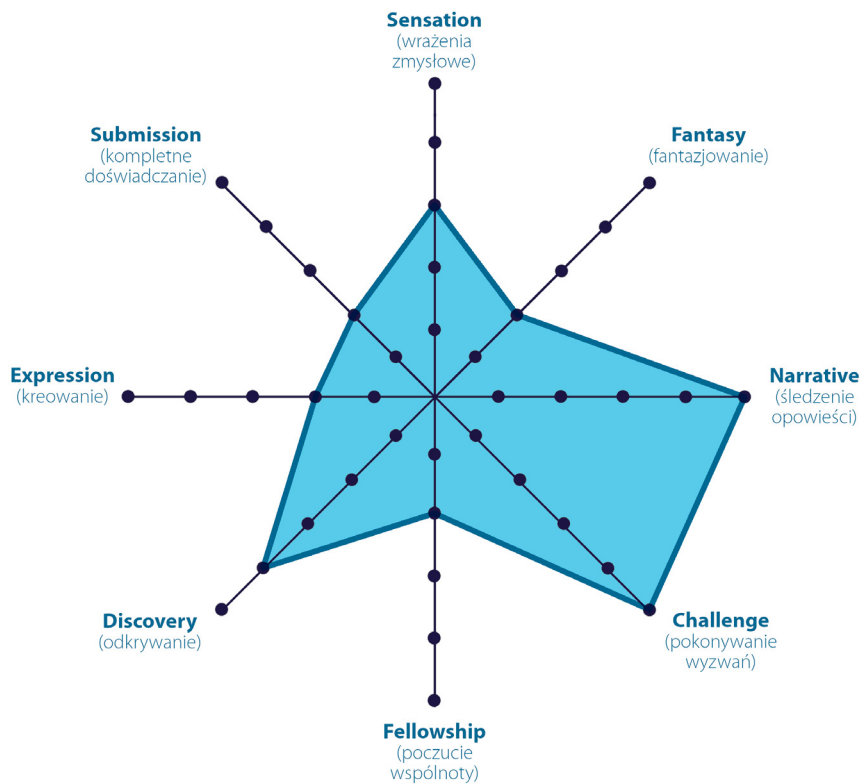 Sensation
(wrażenia
zmysłowe)
Submission
(kompletne
doświadczanie)
Fantasy
(fantazjowanie)
Expression
(kreowanie)
Narrative
(śledzenie
opowieści)
Discovery
(odkrywanie)
Challenge
(pokonywanie
wyzwań)
Fellowship
(poczucie
wspólnoty)